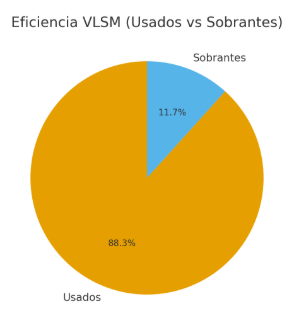 Eficiencia VLSM (Usados vs Sobrantes)
Sobrantes
11.7%
88.3%
Usados